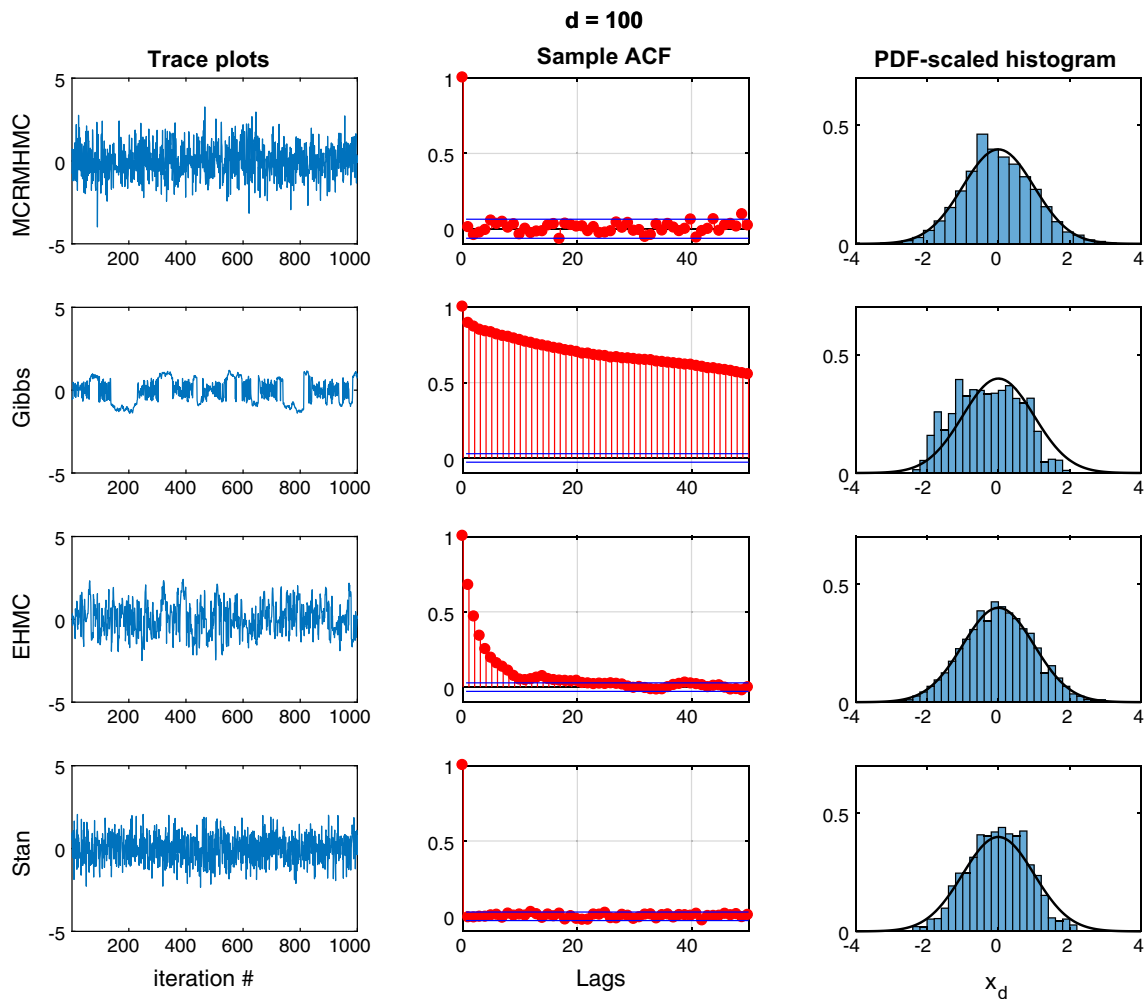 d = 100
Trace plots
Sample ACF
PDF-scaled histogram
MCRMHMC
5
0
-5
200 400 600 800 1000
1
0.5
0
0 20 40
0.5
0
-4 -2 0 2 4
Gibbs
5
0
-5
200 400 600 800 1000
1
0.5
0
0 20 40
0.5
0
-4 -2 0 2 4
EHMC
5
0
-5
200 400 600 800 1000
1
0.5
0
0 20 40
0.5
0
-4 -2 0 2 4
Stan
5
0
-5
200 400 600 800 1000
1
0.5
0
0 20 40
0.5
0
-4 -2 0 2 4
iteration #
Lags
x_d